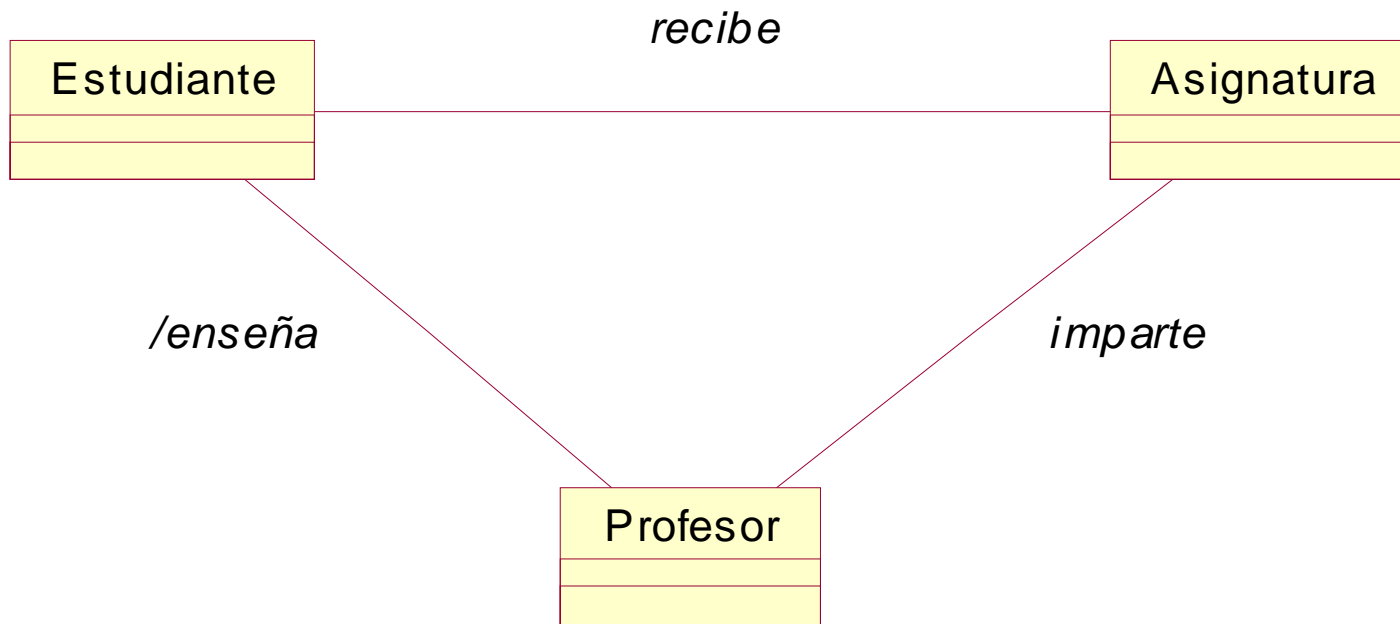 recibe
Estudiante
Asignatura
/enseña
imparte
Profesor